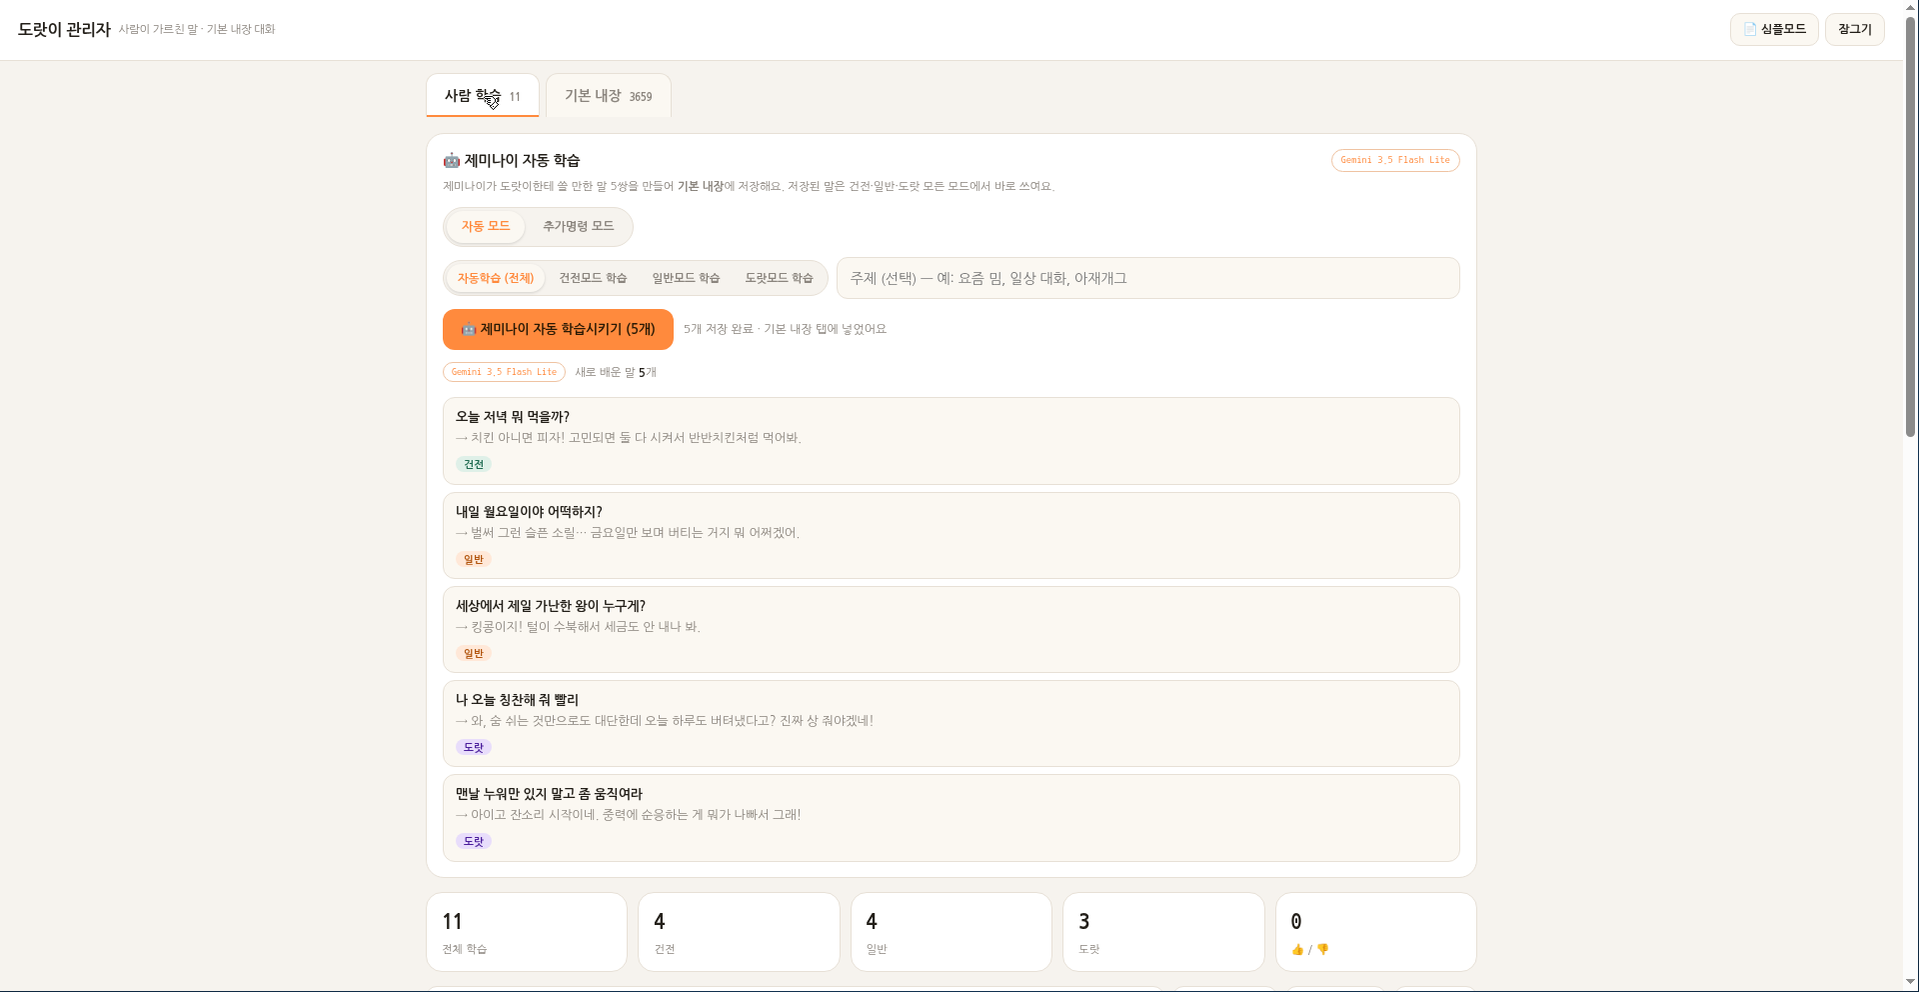 도랏이 관리자 사람이 가르친 말 · 기본 내장 대화
📄 심플모드 잠그기
사람 학습 11 기본 내장 3659
🤖 제미나이 자동 학습 Gemini 3.5 Flash Lite
제미나이가 도랏이한테 쓸 만한 말 5쌍을 만들어 기본 내장에 저장해요. 저장된 말은 건전·일반·도랏 모든 모드에서 바로 쓰여요.
자동 모드 추가명령 모드
자동학습 (전체) 건전모드 학습 일반모드 학습 도랏모드 학습 주제 (선택) — 예: 요즘 밈, 일상 대화, 아재개그
🤖 제미나이 자동 학습시키기 (5개) 5개 저장 완료 · 기본 내장 탭에 넣었어요
Gemini 3.5 Flash Lite 새로 배운 말 5개
오늘 저녁 뭐 먹을까?
→ 치킨 아니면 피자! 고민되면 둘 다 시켜서 반반치킨처럼 먹어봐.
건전
내일 월요일이야 어떡하지?
→ 벌써 그런 슬픈 소릴… 금요일만 보며 버티는 거지 뭐 어쩌겠어.
일반
세상에서 제일 가난한 왕이 누구게?
→ 킹콩이지! 털이 수북해서 세금도 안 내나 봐.
일반
나 오늘 칭찬해 줘 빨리
→ 와, 숨 쉬는 것만으로도 대단한데 오늘 하루도 버텨냈다고? 진짜 상 줘야겠네!
도랏
맨날 누워만 있지 말고 좀 움직여라
→ 아이고 잔소리 시작이네. 중력에 순응하는 게 뭐가 나빠서 그래!
도랏
11 4 4 3 0
전체 학습 건전 일반 도랏 👍 / 👎